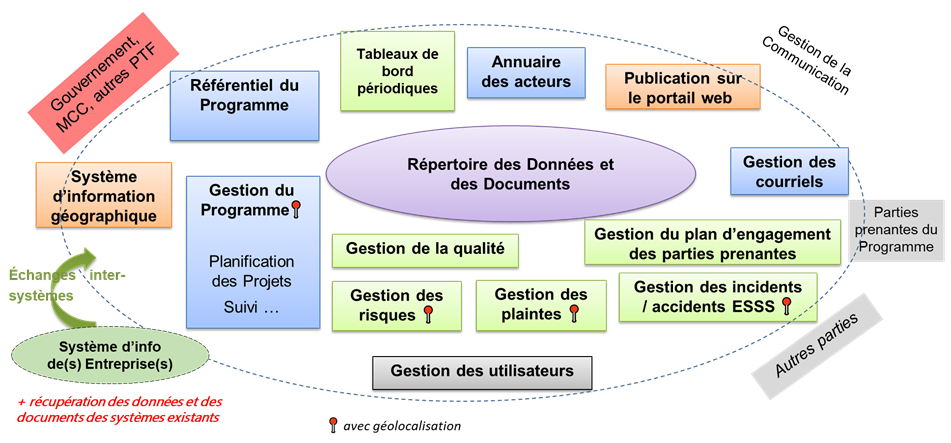 Gouvernement,
MCC, autres PTF
Référentiel du
Programme
Tableaux de
bord
périodiques
Annuaire
des acteurs
Publication sur
le portail web
Gestion de la
Communication
Répertoire des Données et
des Documents
Gestion des
courriels
Système
d’information
géographique
Gestion du
Programme
Planification
des Projets
Suivi …
Gestion de la qualité
Gestion du plan d’engagement
des parties prenantes
Parties
prenantes du
Programme
Échanges inter-
systèmes
Gestion des
risques
Gestion des
plaintes
Gestion des incidents
/ accidents ESSS
Autres parties
Système d’info
de(s) Entreprise(s)
Gestion des utilisateurs
+ récupération des données et des
documents des systèmes existants
avec géolocalisation